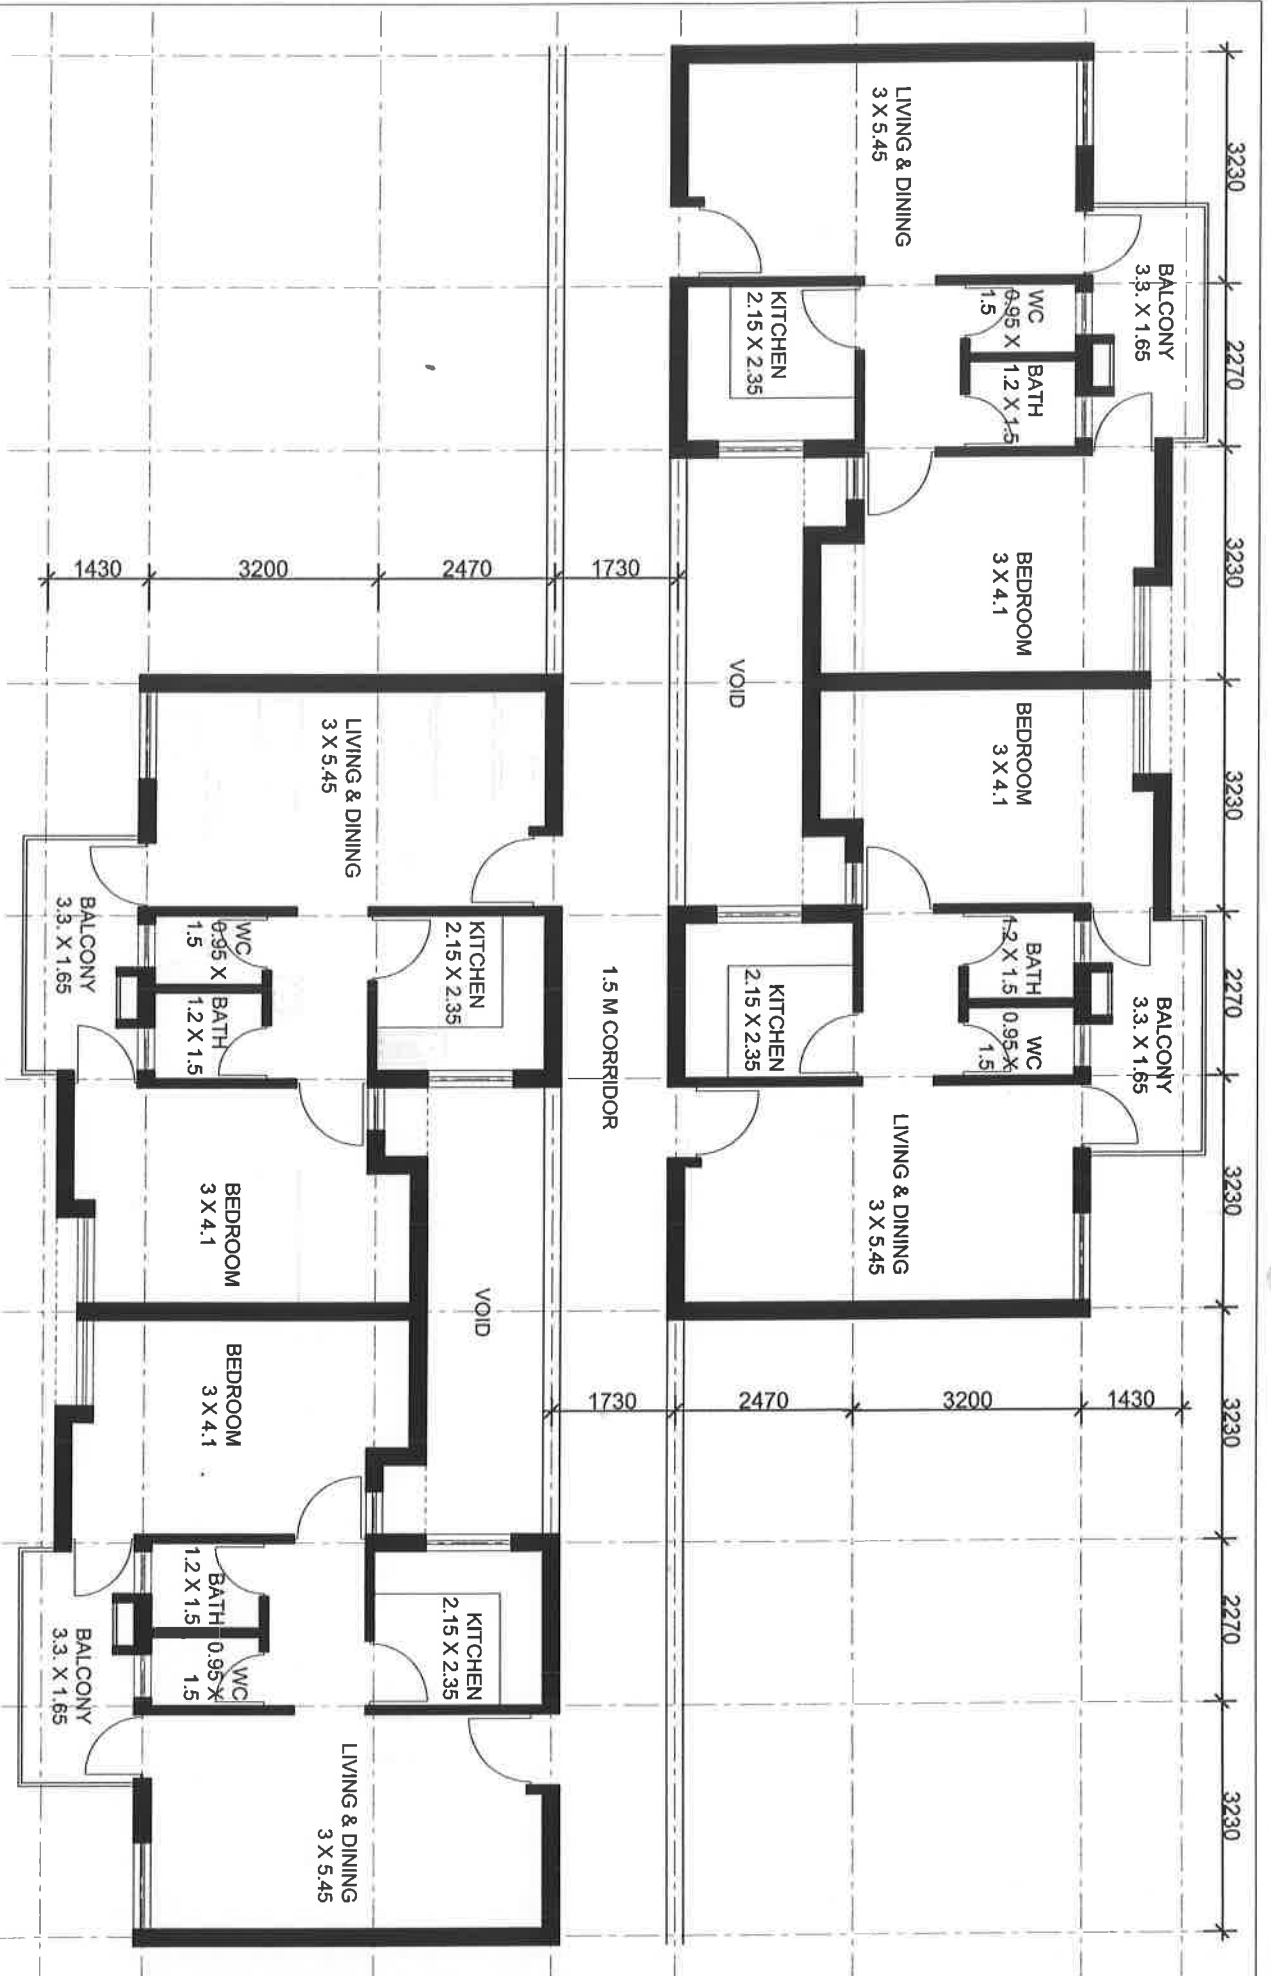 3230
2270
3230
3230
2270
3230
3230
2270
3230
BALCONY
3.3. X 1.65
LIVING & DINING
3 X 5.45
WC
0.95 X
1.5
BATH
1.2 X 1.5
KITCHEN
2.15 X 2.35
BEDROOM
3 X 4.1
BEDROOM
3 X 4.1
VOID
BALCONY
3.3. X 1.65
BATH
1.2 X 1.5
WC
0.95 X
1.5
KITCHEN
2.15 X 2.35
LIVING & DINING
3 X 5.45
1430
3200
2470
1730
1.5 M CORRIDOR
1730
2470
3200
1430
LIVING & DINING
3 X 5.45
KITCHEN
2.15 X 2.35
WC
0.95 X
1.5
BATH
1.2 X 1.5
BALCONY
3.3. X 1.65
BEDROOM
3 X 4.1
VOID
BEDROOM
3 X 4.1
KITCHEN
2.15 X 2.35
BATH
1.2 X 1.5
WC
0.95 X
1.5
BALCONY
3.3. X 1.65
LIVING & DINING
3 X 5.45